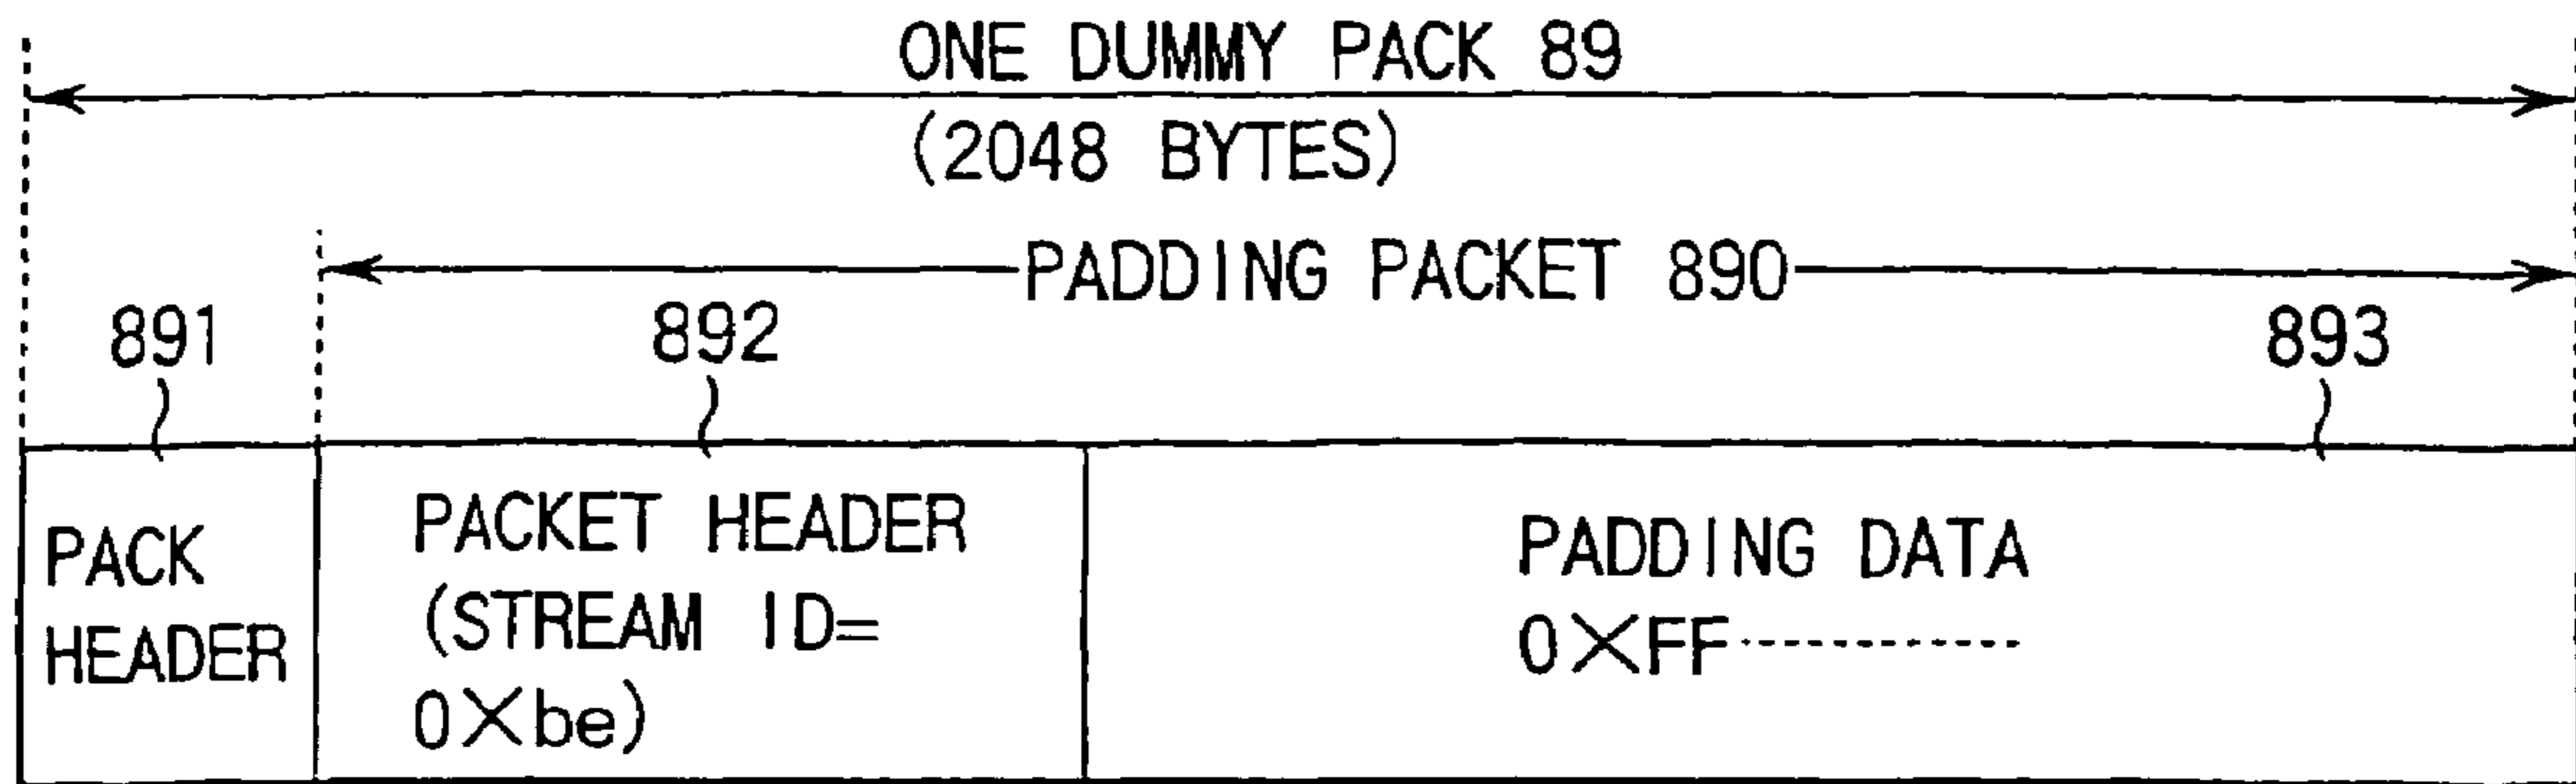 ONE DUMMY PACK 89
(2048 BYTES)
PADDING PACKET 890
891
892
893
PACK
HEADER
PACKET HEADER
(STREAM ID=
0×be)
PADDING DATA
0×FF-----------